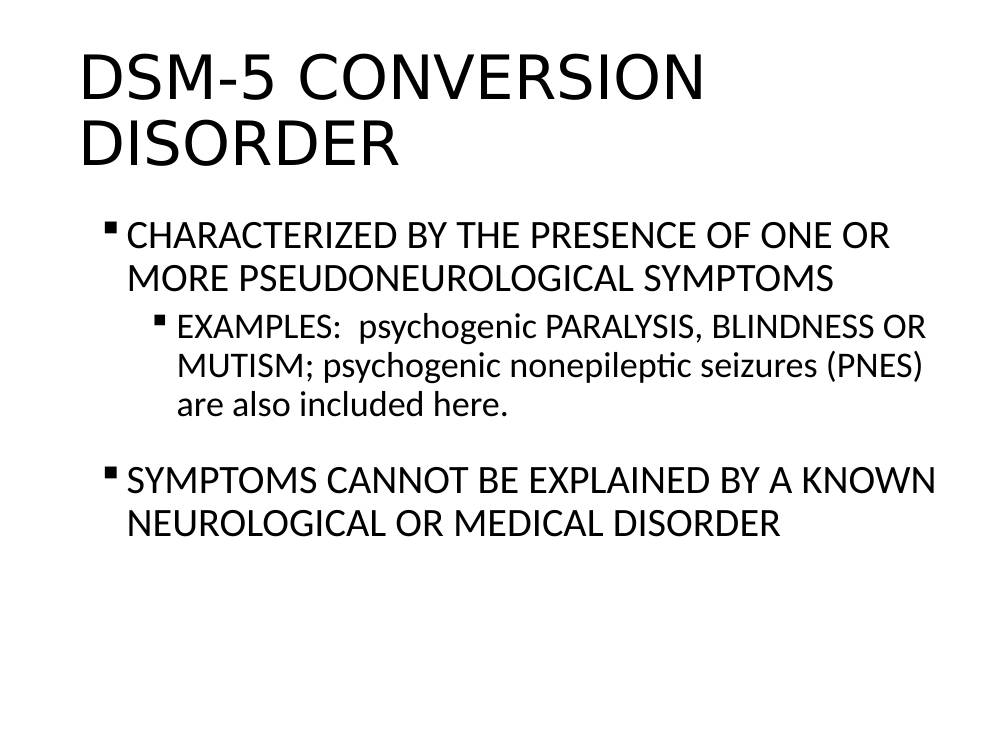 DSM-5 CONVERSION
DISORDER
▪ CHARACTERIZED BY THE PRESENCE OF ONE OR
MORE PSEUDONEUROLOGICAL SYMPTOMS
▪ EXAMPLES:  psychogenic PARALYSIS, BLINDNESS OR
MUTISM; psychogenic nonepileptic seizures (PNES)
are also included here.
▪ SYMPTOMS CANNOT BE EXPLAINED BY A KNOWN
NEUROLOGICAL OR MEDICAL DISORDER